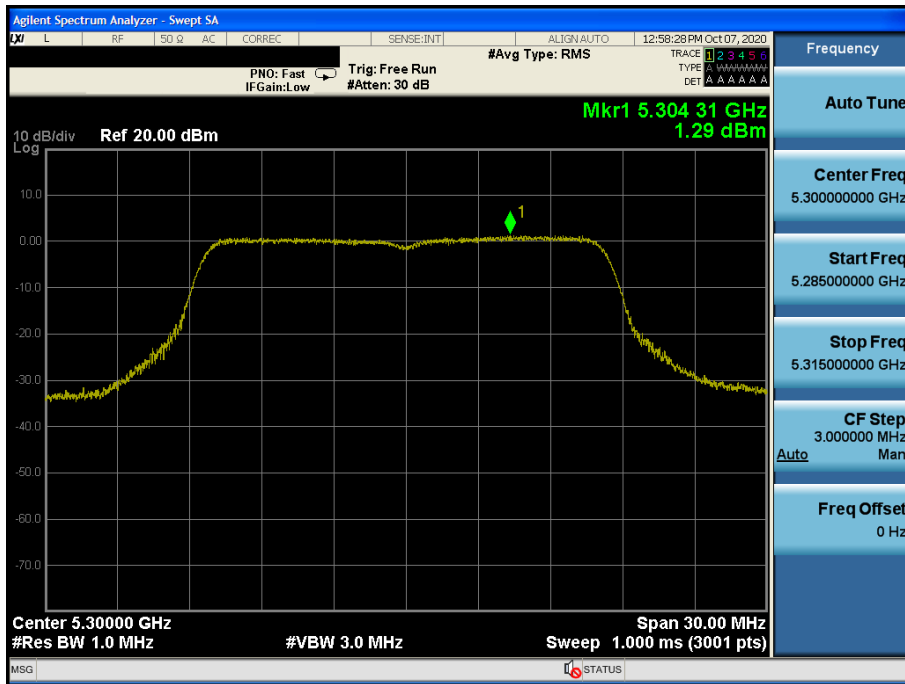 Agilent Spectrum Analyzer - Swept SA
LXI L RF 50 Ω AC CORREC SENSE:INT ALIGN AUTO 12:58:28 PM Oct 07, 2020
PNO: Fast Trig: Free Run #Avg Type: RMS TRACE 1 2 3 4 5 6
IFGain:Low #Atten: 30 dB TYPE A WWWWW
DET A A A A A A
Mkr1 5.304 31 GHz
1.29 dBm
10 dB/div Ref 20.00 dBm
Log
10.0
0.00
-10.0
-20.0
-30.0
-40.0
-50.0
-60.0
-70.0
1
Center 5.30000 GHz Span 30.00 MHz
#Res BW 1.0 MHz #VBW 3.0 MHz Sweep 1.000 ms (3001 pts)
MSG STATUS
Frequency
Auto Tune
Center Freq
5.300000000 GHz
Start Freq
5.285000000 GHz
Stop Freq
5.315000000 GHz
CF Step
3.000000 MHz
Auto Man
Freq Offset
0 Hz